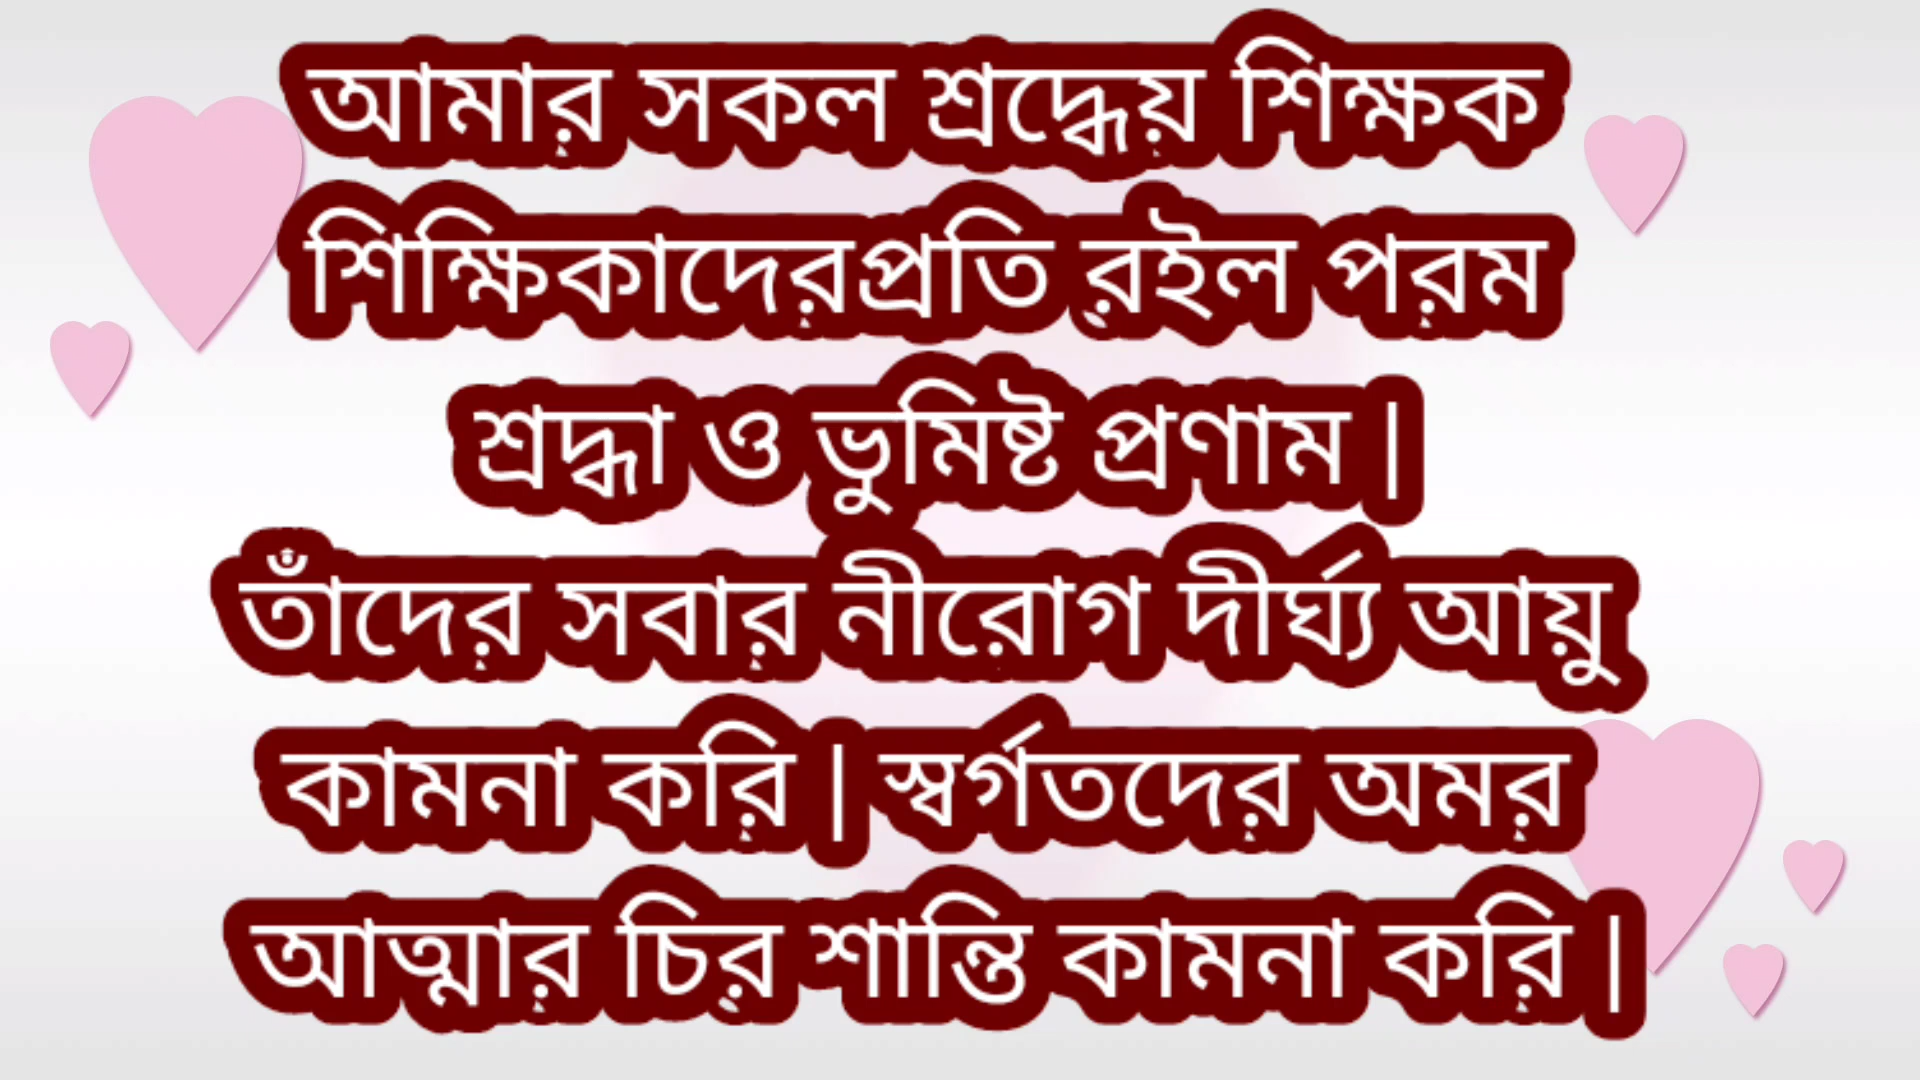 আমার সকল শ্রদ্ধেয় শিক্ষক
শিক্ষিকাদেরপ্রতি রইল পরম
শ্রদ্ধা ও ভুমিষ্ট প্রণাম |
তাঁদের সবার নীরোগ দীর্ঘ্য আয়ু
কামনা করি | স্বর্গতদের অমর
আত্মার চির শান্তি কামনা করি |